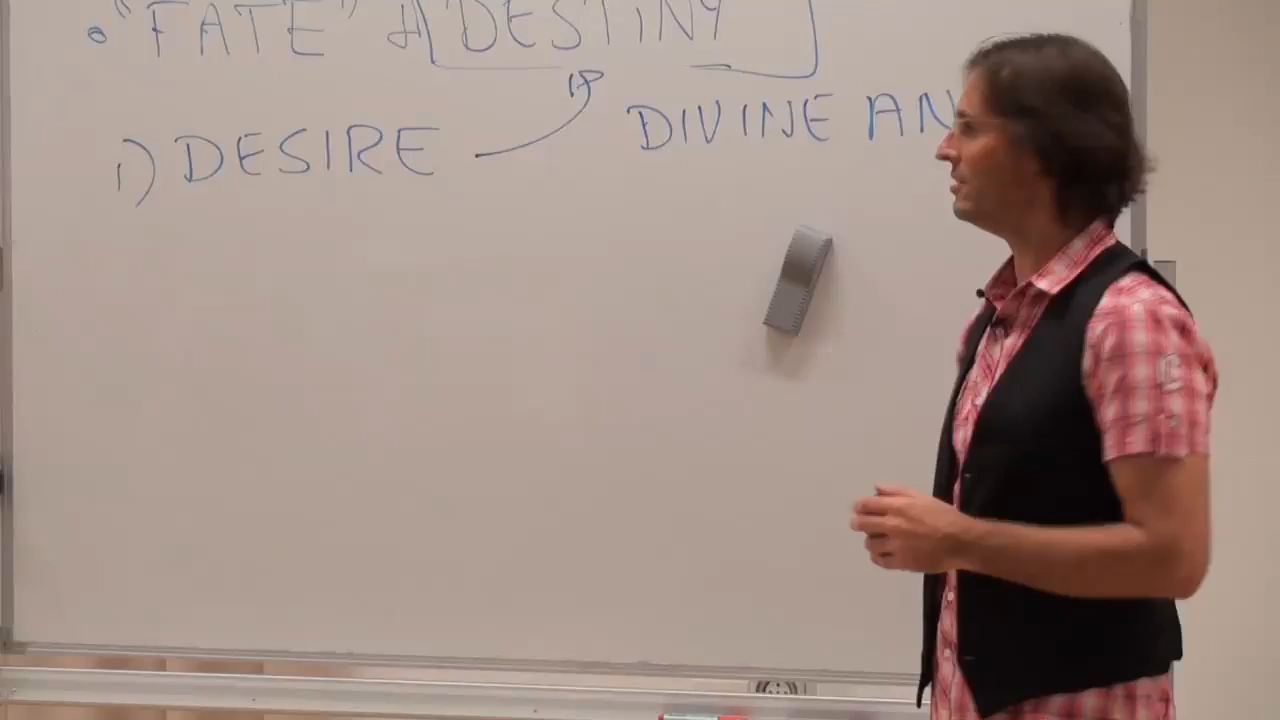 • "FATE" & DESTINY
1) DESIRE
DIVINE AN